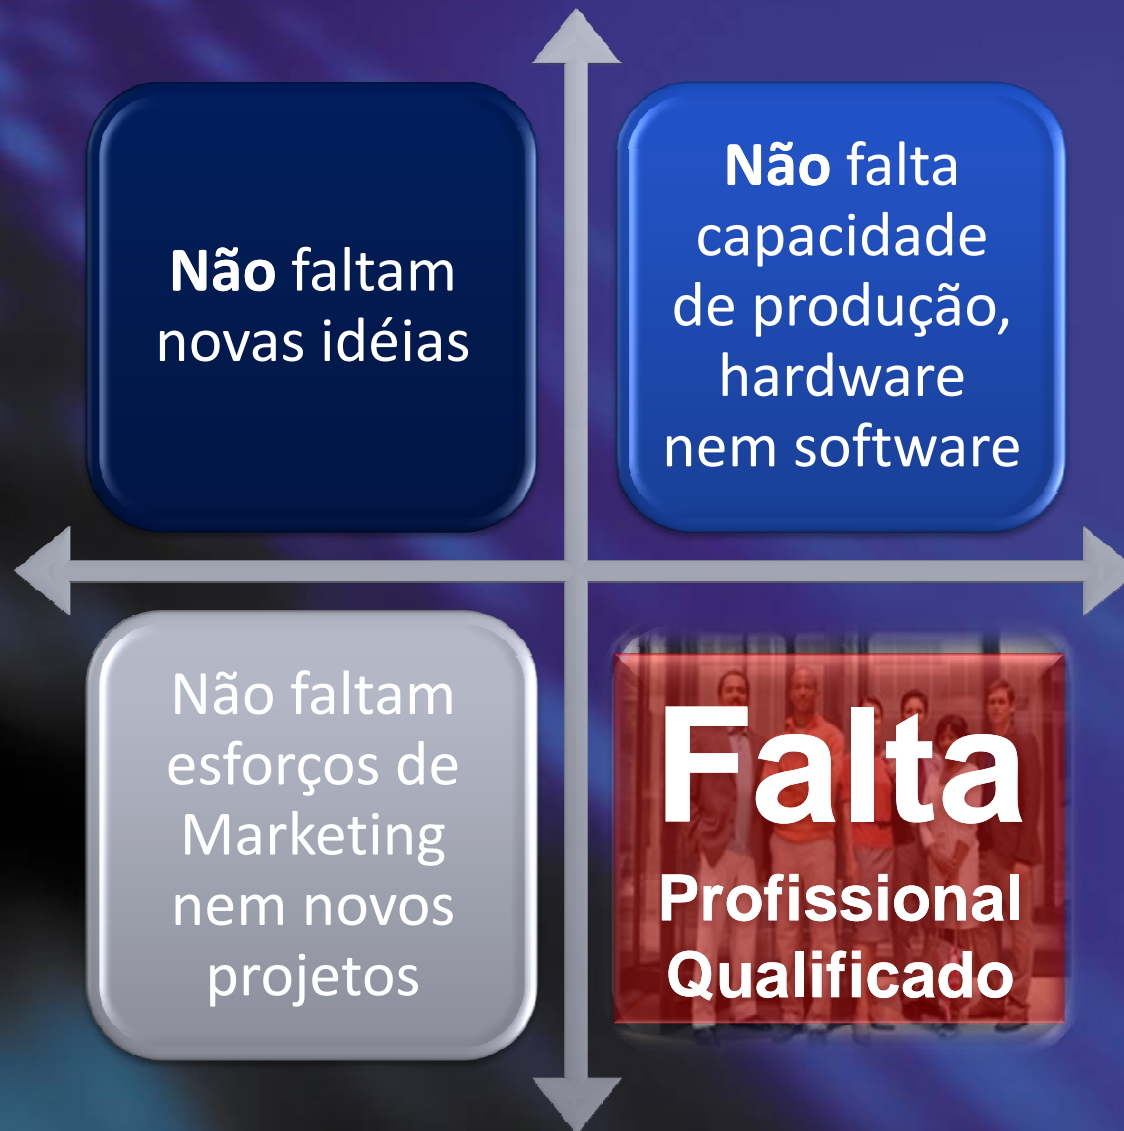 Não faltam
novas idéias
Não falta
capacidade
de produção,
hardware
nem software
Não faltam
esforços de
Marketing
nem novos
projetos
Falta
Profissional
Qualificado